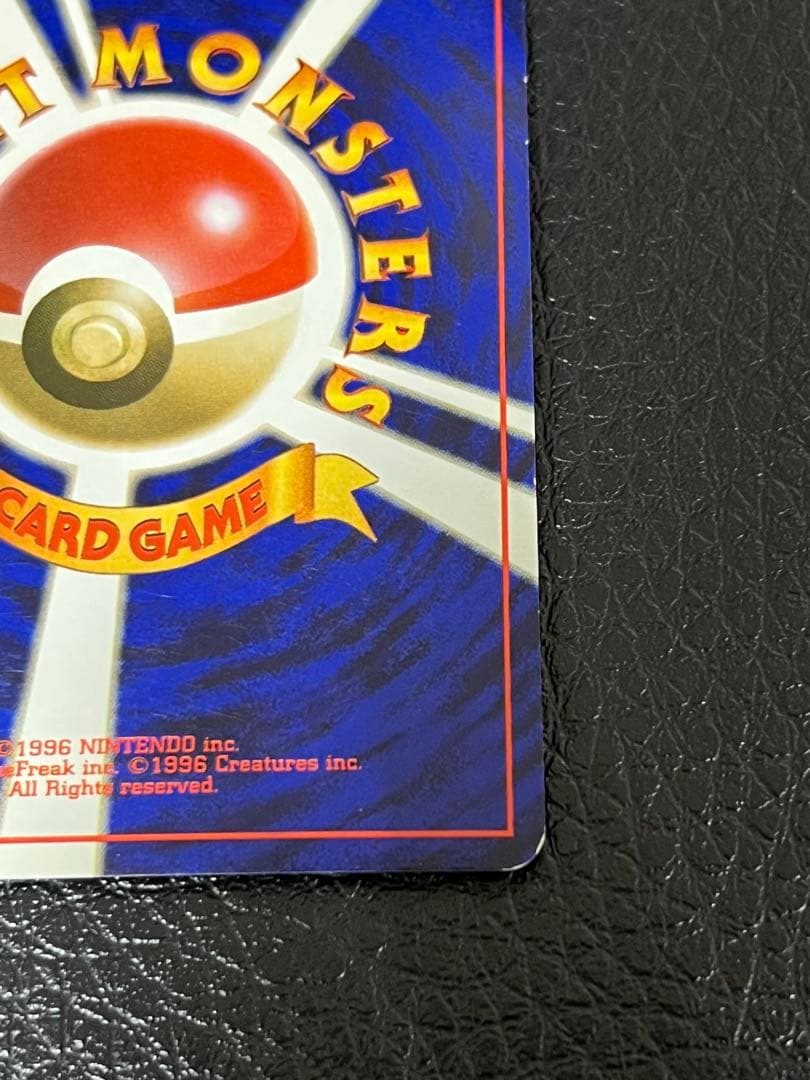 T MONSTERS
CARD GAME
©1996 NINTENDO inc.
Freak inc. ©1996 Creatures inc.
All Rights reserved.